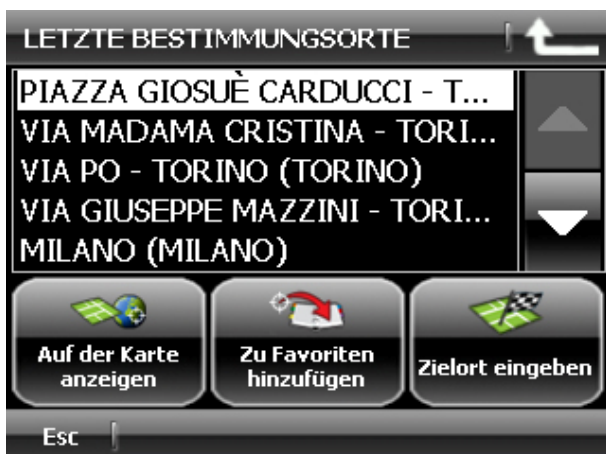 LETZTE BESTIMMUNGSORTE
PIAZZA GIOSUÈ CARDUCCI - T...
VIA MADAMA CRISTINA - TORI...
VIA PO - TORINO (TORINO)
VIA GIUSEPPE MAZZINI - TORI...
MILANO (MILANO)
Auf der Karte
anzeigen
Zu Favoriten
hinzufügen
Zielort eingeben
Esc